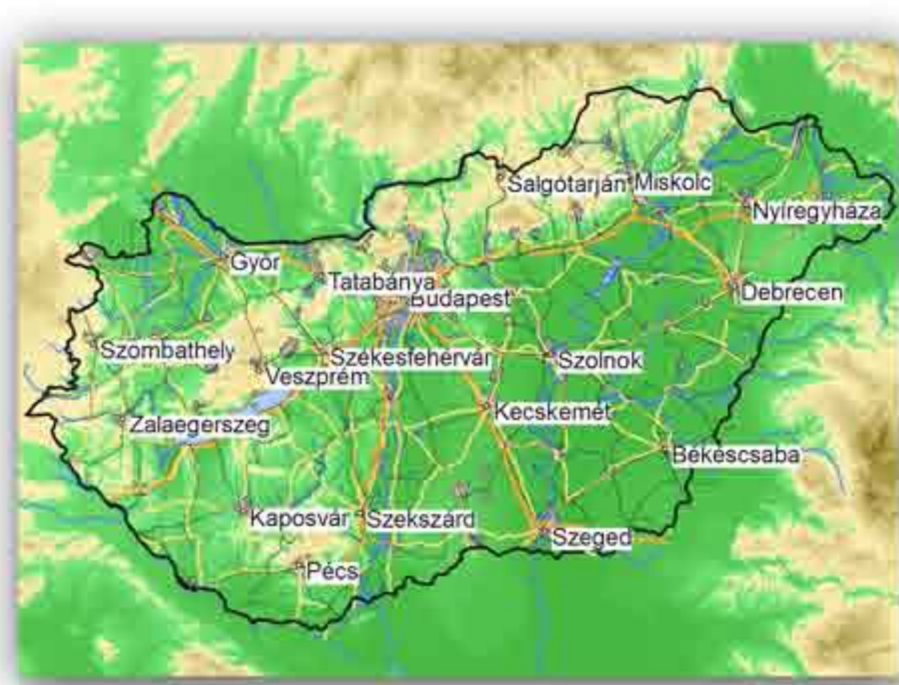 Salgótarján
Miskolc
Nyíregyháza
Győr
Tatabánya
Budapest
Debrecen
Szombathely
Székesfehérvár
Veszprém
Szolnok
Kecskemét
Zalaegerszeg
Békéscsaba
Kaposvár
Szekszárd
Szeged
Pécs